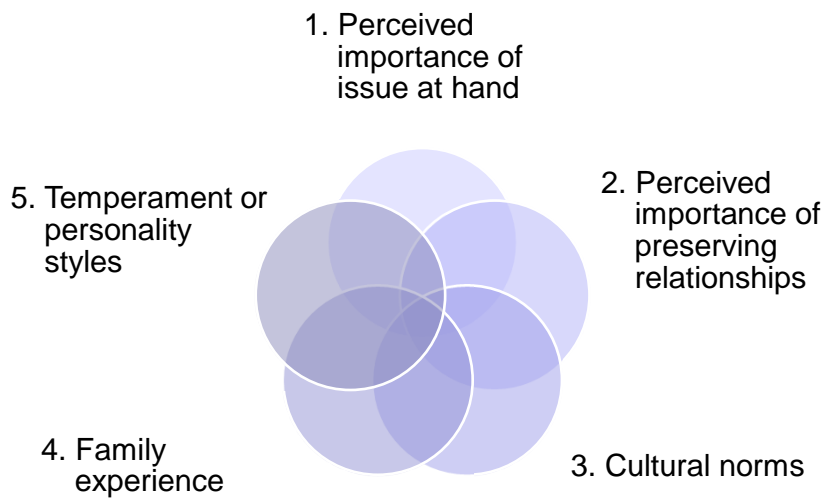 1. Perceived
importance of
issue at hand
2. Perceived
importance of
preserving
relationships
3. Cultural norms
4. Family
experience
5. Temperament or
personality
styles